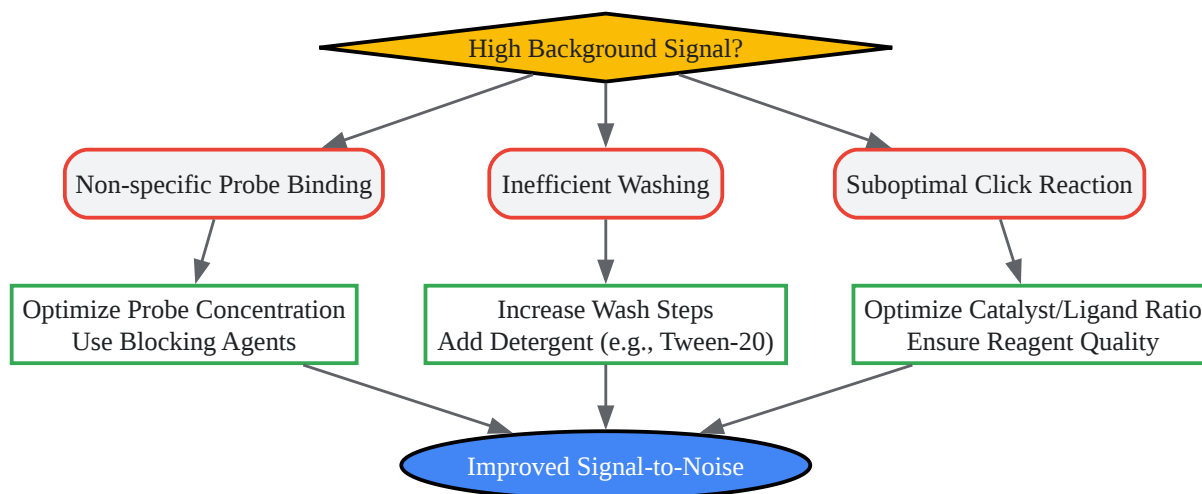 High Background Signal?
Non-specific Probe Binding
Inefficient Washing
Suboptimal Click Reaction
Optimize Probe Concentration
Use Blocking Agents
Increase Wash Steps
Add Detergent (e.g., Tween-20)
Optimize Catalyst/Ligand Ratio
Ensure Reagent Quality
Improved Signal-to-Noise